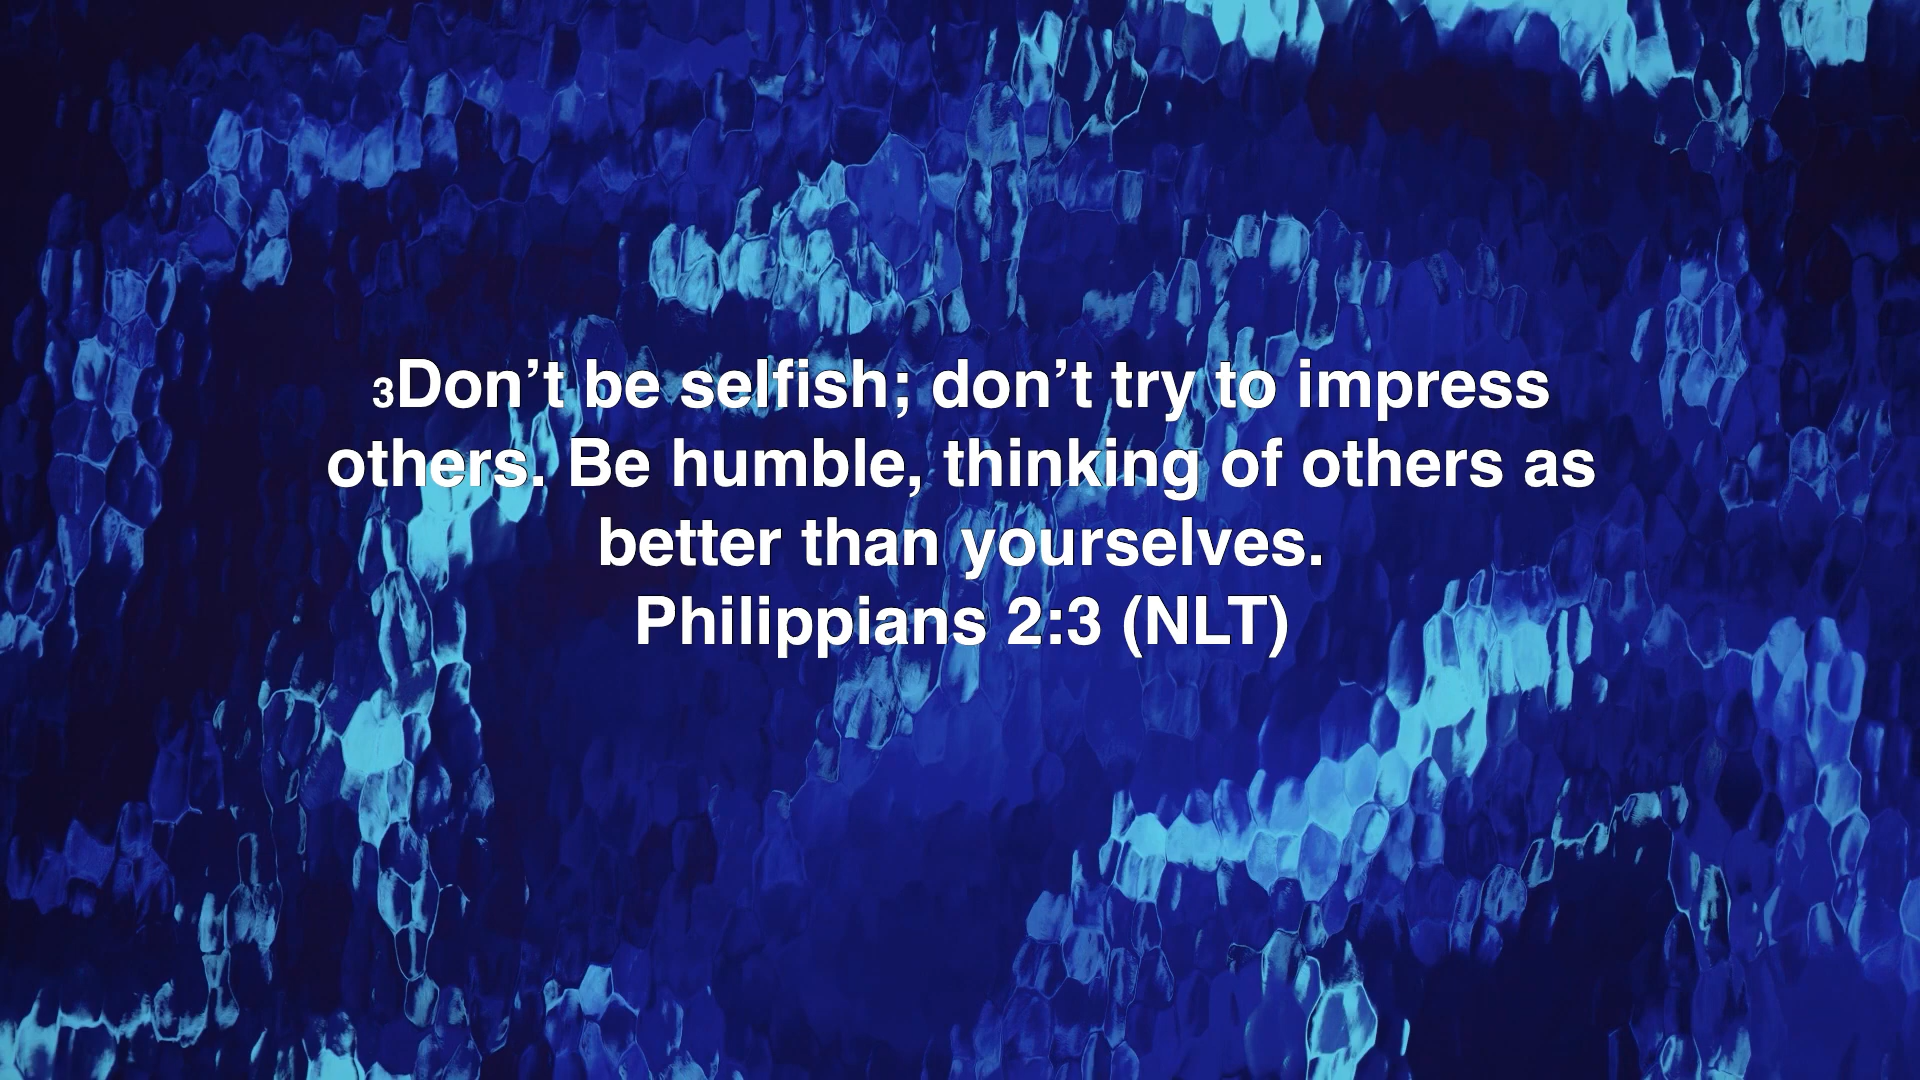 3Don’t be selfish; don’t try to impress
others. Be humble, thinking of others as
better than yourselves.
Philippians 2:3 (NLT)